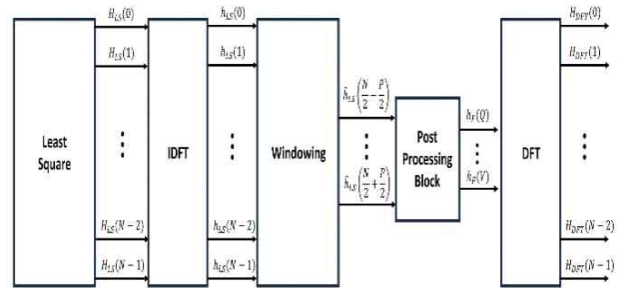 H_LS(0)
h_LS(0)
H_DFT(0)
H_LS(1)
h_LS(1)
H_DFT(1)
h̃_LS(N/2 − P/2)
Least
Square
⋮
IDFT
⋮
Windowing
⋮
Post
Processing
Block
h_F(Q)
⋮
h_F(V)
DFT
⋮
h̃_LS(N/2 + P/2)
H_LS(N − 2)
h_LS(N − 2)
H_DFT(N − 2)
H_LS(N − 1)
h_LS(N − 1)
H_DFT(N − 1)